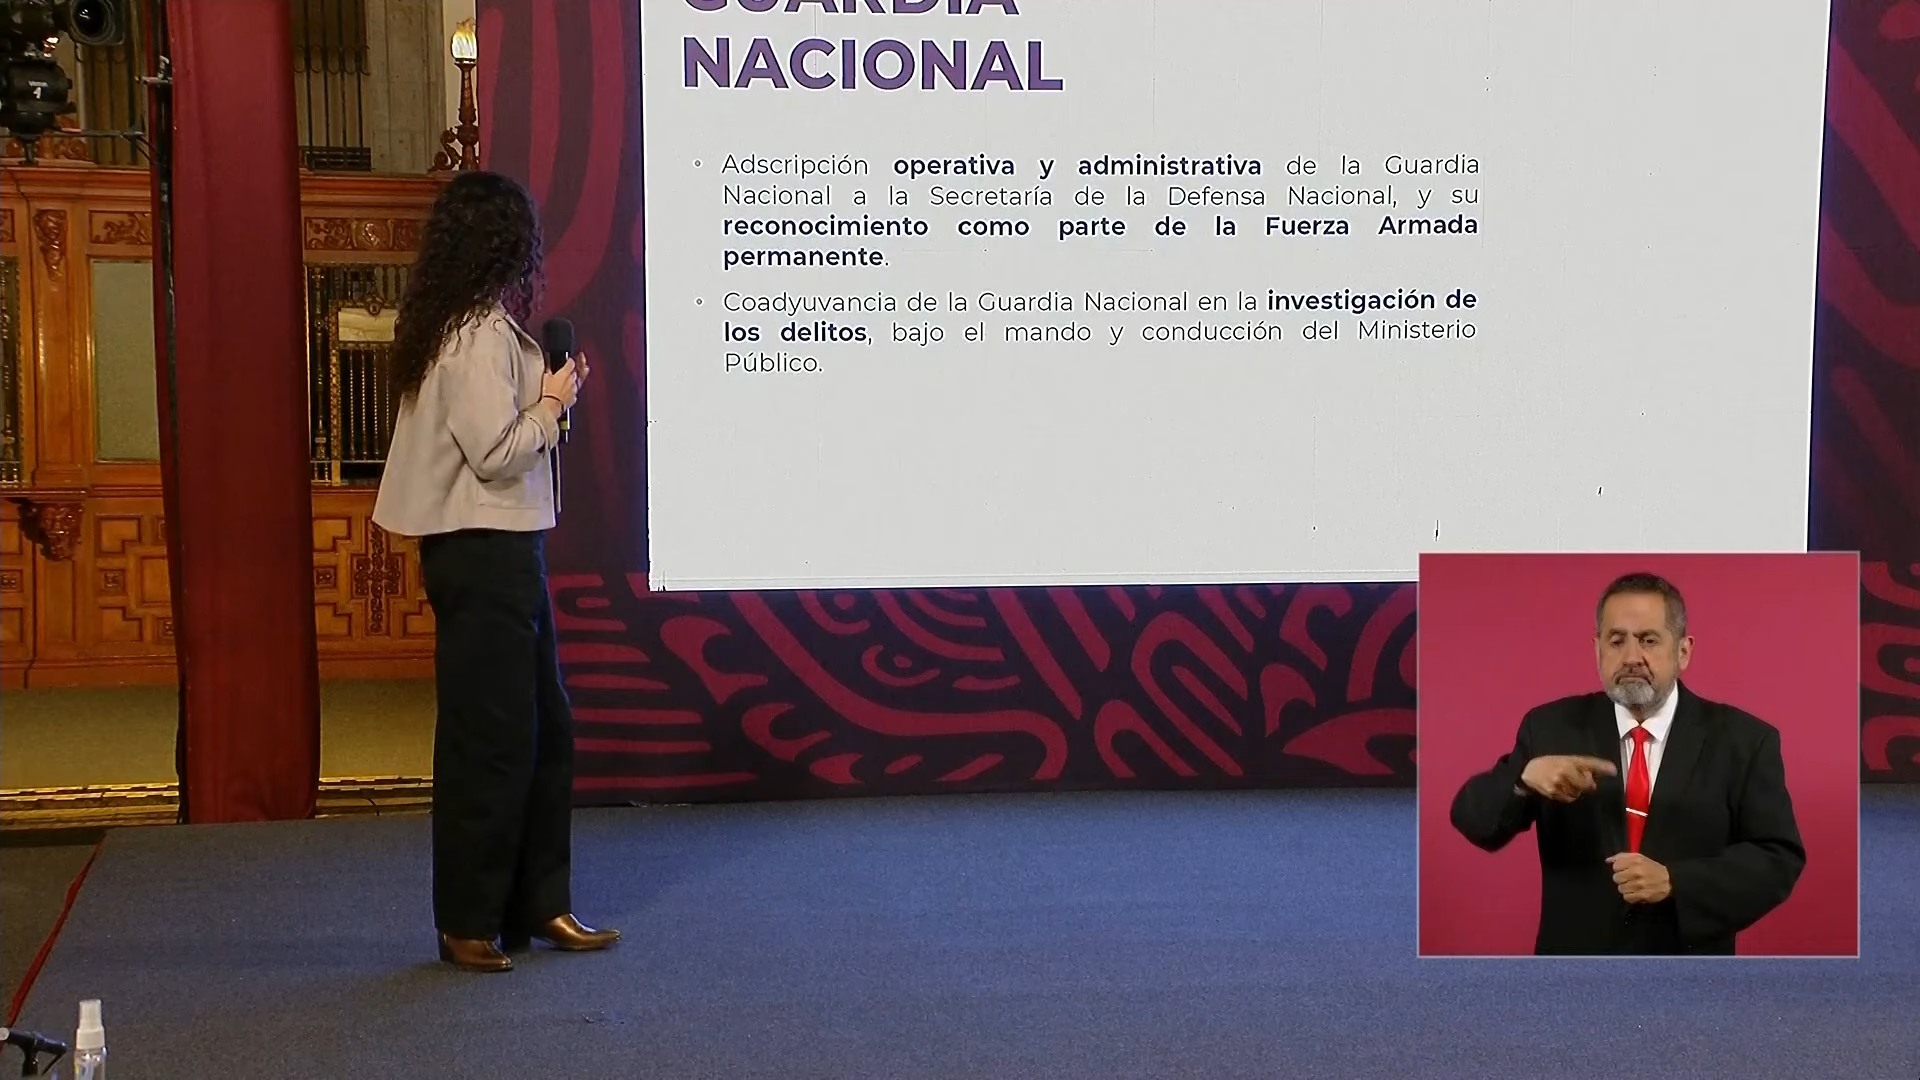 GUARDIA
NACIONAL
Adscripción operativa y administrativa de la Guardia
Nacional a la Secretaría de la Defensa Nacional, y su
reconocimiento como parte de la Fuerza Armada
permanente.
Coadyuvancia de la Guardia Nacional en la investigación de
los delitos, bajo el mando y conducción del Ministerio
Público.
4